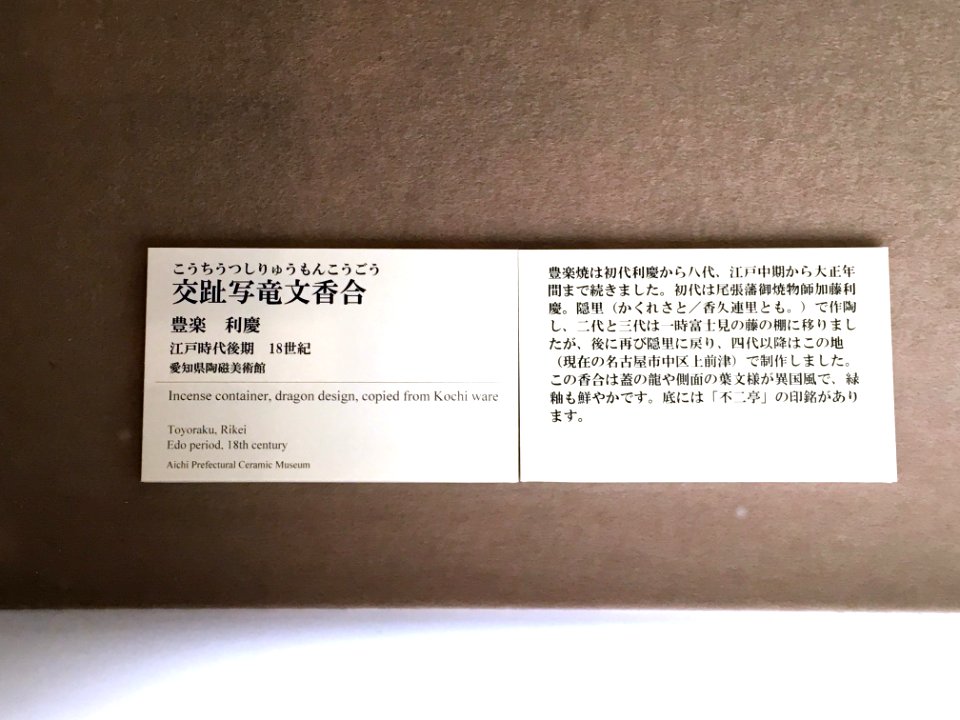 こうちうつしりゅうもんこうごう
交趾写竜文香合
豊楽　利慶
江戸時代後期　18世紀
愛知県陶磁美術館
Incense container, dragon design, copied from Kochi ware
Toyoraku, Rikei
Edo period, 18th century
Aichi Prefectural Ceramic Museum
豊楽焼は初代利慶から八代、江戸中期から大正年
間まで続きました。初代は尾張藩御焼物師加藤利
慶。隠里（かくれさと／香久連里とも。）で作陶
し、二代と三代は一時富士見の藤の棚に移りまし
たが、後に再び隠里に戻り、四代以降はこの地
（現在の名古屋市中区上前津）で制作しました。
この香合は蓋の龍や側面の葉文様が異国風で、緑
釉も鮮やかです。底には「不二亭」の印銘があり
ます。